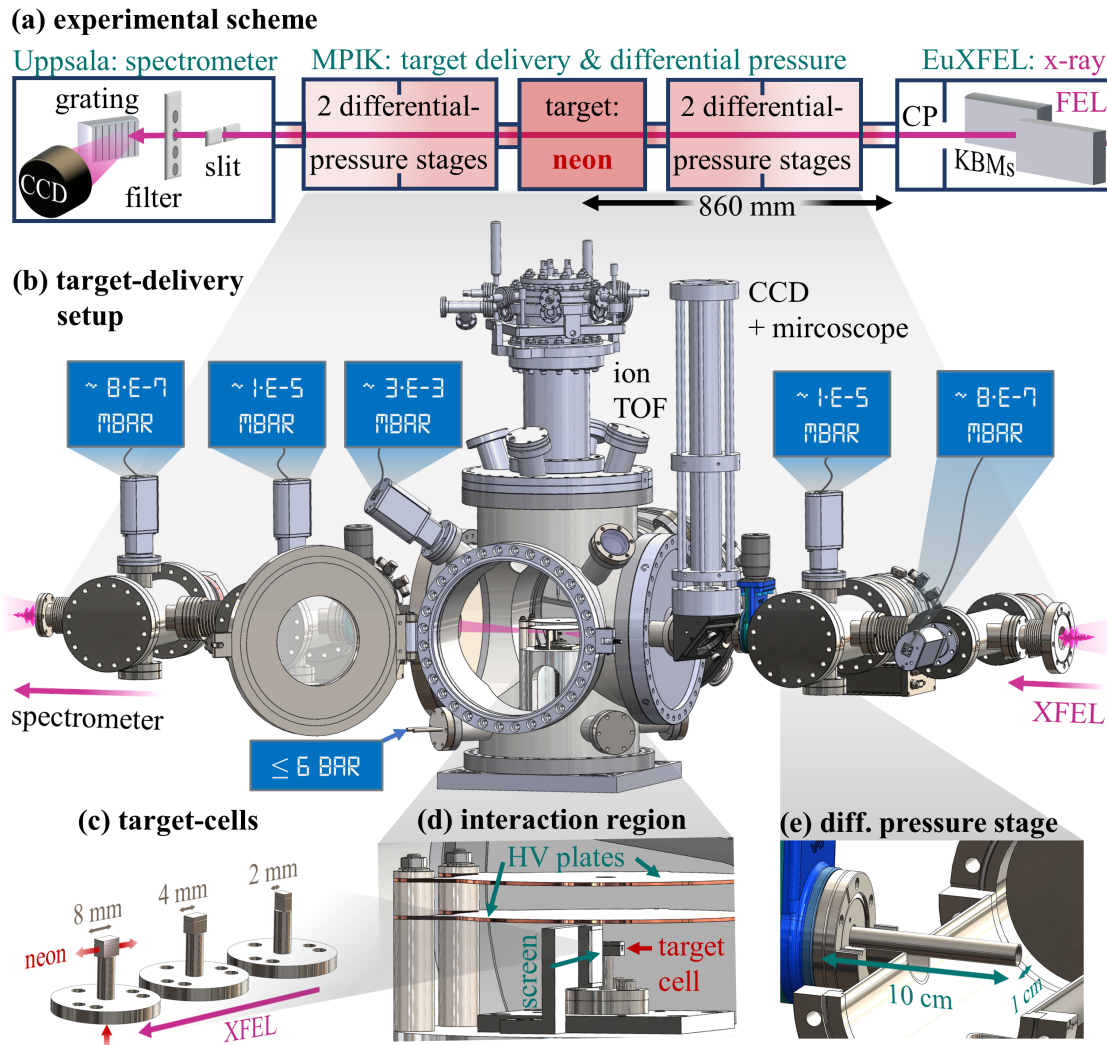 (a) experimental scheme
Uppsala: spectrometer
MPIK: target delivery & differential pressure
EuXFEL: x-ray
FEL
grating
CCD
filter
slit
2 differential-
pressure stages
target:
neon
2 differential-
pressure stages
CP
KBMs
860 mm
(b) target-delivery
setup
CCD
+ mircoscope
ion
TOF
~ 8·E-7
MBAR
~ 1·E-5
MBAR
~ 3·E-3
MBAR
~ 1·E-5
MBAR
~ 8·E-7
MBAR
spectrometer
XFEL
≤ 6 BAR
(c) target-cells
8 mm
4 mm
2 mm
neon
XFEL
(d) interaction region
HV plates
screen
target
cell
(e) diff. pressure stage
10 cm
1 cm